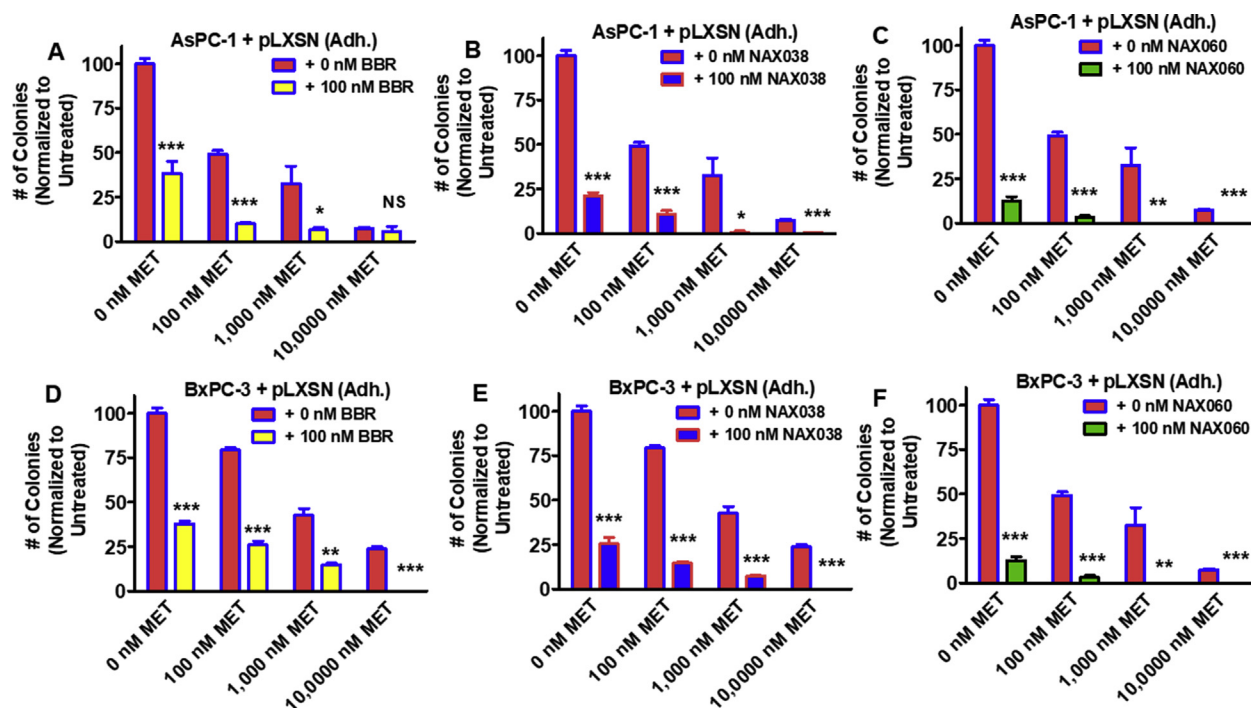 A
AsPC-1 + pLXSN (Adh.)
+ 0 nM BBR
+ 100 nM BBR
# of Colonies
(Normalized to
Untreated)
100
75
50
25
0
***
***
*
NS
0 nM MET
100 nM MET
1,000 nM MET
10,0000 nM MET
B
AsPC-1 + pLXSN (Adh.)
+ 0 nM NAX038
+ 100 nM NAX038
# of Colonies
(Normalized to
Untreated)
100
75
50
25
0
***
***
*
***
0 nM MET
100 nM MET
1,000 nM MET
10,0000 nM MET
C
AsPC-1 + pLXSN (Adh.)
+ 0 nM NAX060
+ 100 nM NAX060
# of Colonies
(Normalized to
Untreated)
100
75
50
25
0
***
***
**
***
0 nM MET
100 nM MET
1,000 nM MET
10,0000 nM MET
D
BxPC-3 + pLXSN (Adh.)
+ 0 nM BBR
+ 100 nM BBR
# of Colonies
(Normalized to
Untreated)
100
75
50
25
0
***
***
**
***
0 nM MET
100 nM MET
1,000 nM MET
10,0000 nM MET
E
BxPC-3 + pLXSN (Adh.)
+ 0 nM NAX038
+ 100 nM NAX038
# of Colonies
(Normalized to
Untreated)
100
75
50
25
0
***
***
***
***
0 nM MET
100 nM MET
1,000 nM MET
10,0000 nM MET
F
BxPC-3 + pLXSN (Adh.)
+ 0 nM NAX060
+ 100 nM NAX060
# of Colonies
(Normalized to
Untreated)
100
75
50
25
0
***
***
**
***
0 nM MET
100 nM MET
1,000 nM MET
10,0000 nM MET